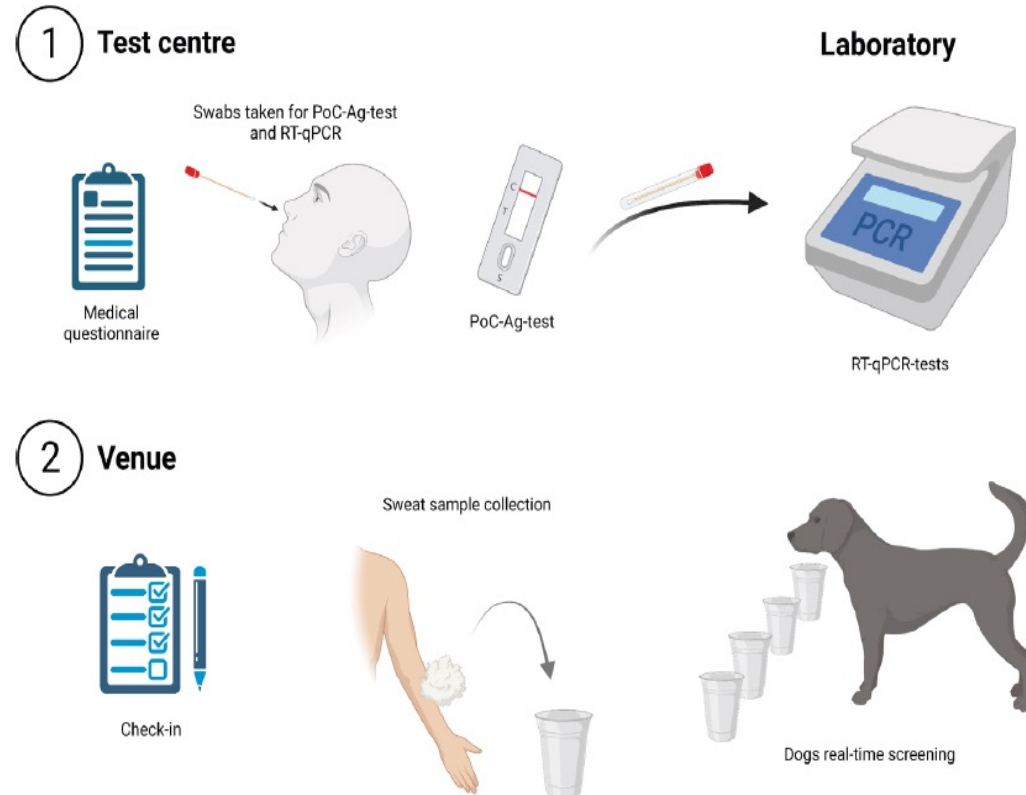 1 Test centre
Laboratory
Swabs taken for PoC-Ag-test
and RT-qPCR
C
T
S
PCR
Medical
questionnaire
PoC-Ag-test
RT-qPCR-tests
2 Venue
Sweat sample collection
Check-in
Dogs real-time screening